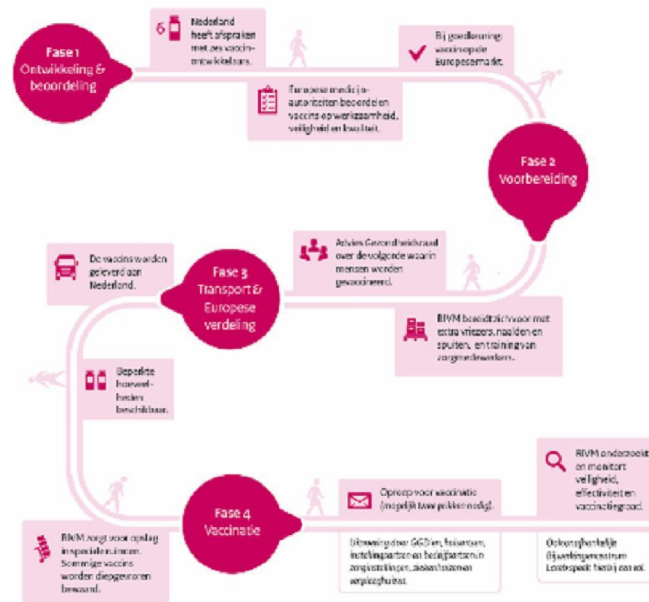 Fase 1
Ontwikkeling &
beoordeling
6
Nederland
heeft afspraken
met zes vaccin-
ontwikkelaars.
Europese medicijn-
autoriteiten beoordelen
vaccins op werkzaamheid,
veiligheid en kwaliteit.
Bij goedkeuring:
vaccin op de
Europese markt.
Fase 2
Voorbereiding
RIVM bereidt zich voor met
extra vriezers, naalden en
spuiten, en training van
zorgmedewerkers.
Advies Gezondheidsraad
over de volgorde waarin
mensen worden
gevaccineerd.
Fase 3
Transport &
Europese
verdeling
De vaccins worden
geleverd aan
Nederland.
Beperkte
hoeveel-
heden
beschikbaar.
RIVM zorgt voor opslag
in speciale ruimten.
Sommige vaccins
worden diepgevroren
bewaard.
Fase 4
Vaccinatie
Oproep voor vaccinatie
(mogelijk twee prikken nodig).
Uitvoering door GGD'en, huisartsen,
instellingsartsen en bedrijfsartsen in
zorginstellingen, ziekenhuizen en
verpleeghuizen.
RIVM onderzoekt
en monitort
veiligheid,
effectiviteit en
vaccinatiegraad.
Ook onafhankelijke
Bijwerkingencentrum
Lareb speelt hierbij een rol.